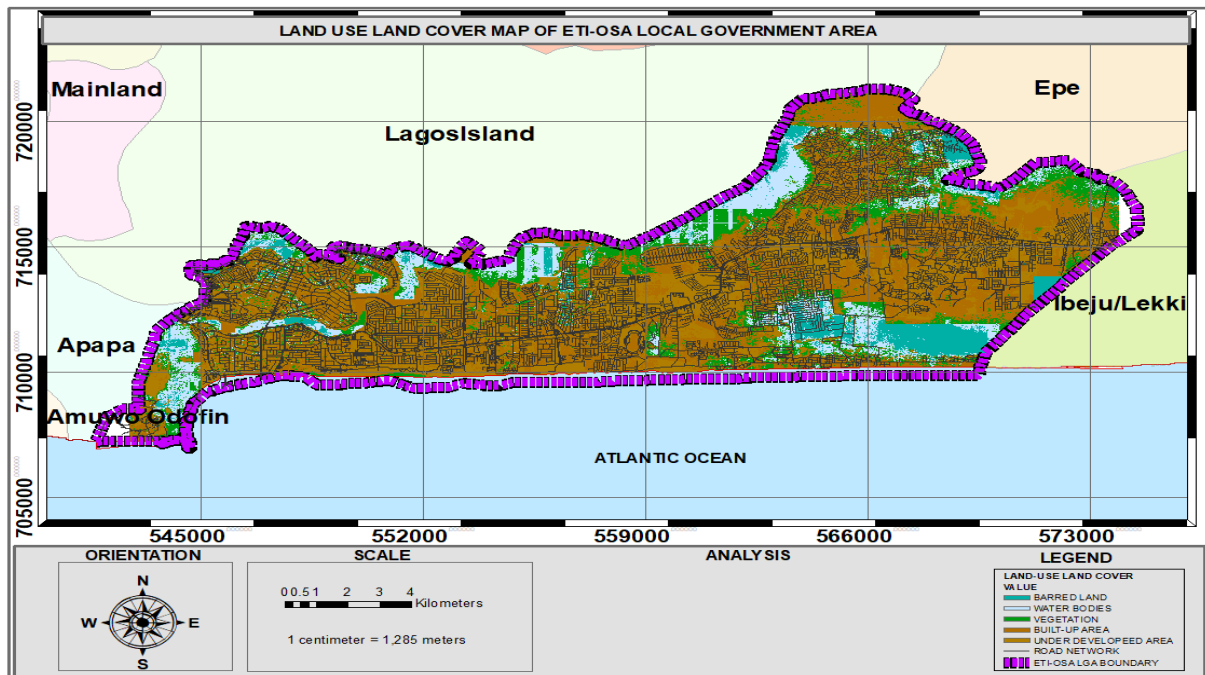 LAND USE LAND COVER MAP OF ETI-OSA LOCAL GOVERNMENT AREA
Mainland
Epe
LagosIsland
720000
715000
Ibeju/Lekki
Apapa
710000
Amuwo Odofin
ATLANTIC OCEAN
705000
545000 552000 559000 566000 573000
ORIENTATION
SCALE
ANALYSIS
LEGEND
N
W E
S
0 0.5 1 2 3 4
Kilometers
1 centimeter = 1,285 meters
LAND-USE LAND COVER
VALUE
BARRED LAND
WATER BODIES
VEGETATION
BUILT-UP AREA
UNDER DEVELOPEED AREA
ROAD NETWORK
ETI-OSA LGA BOUNDARY